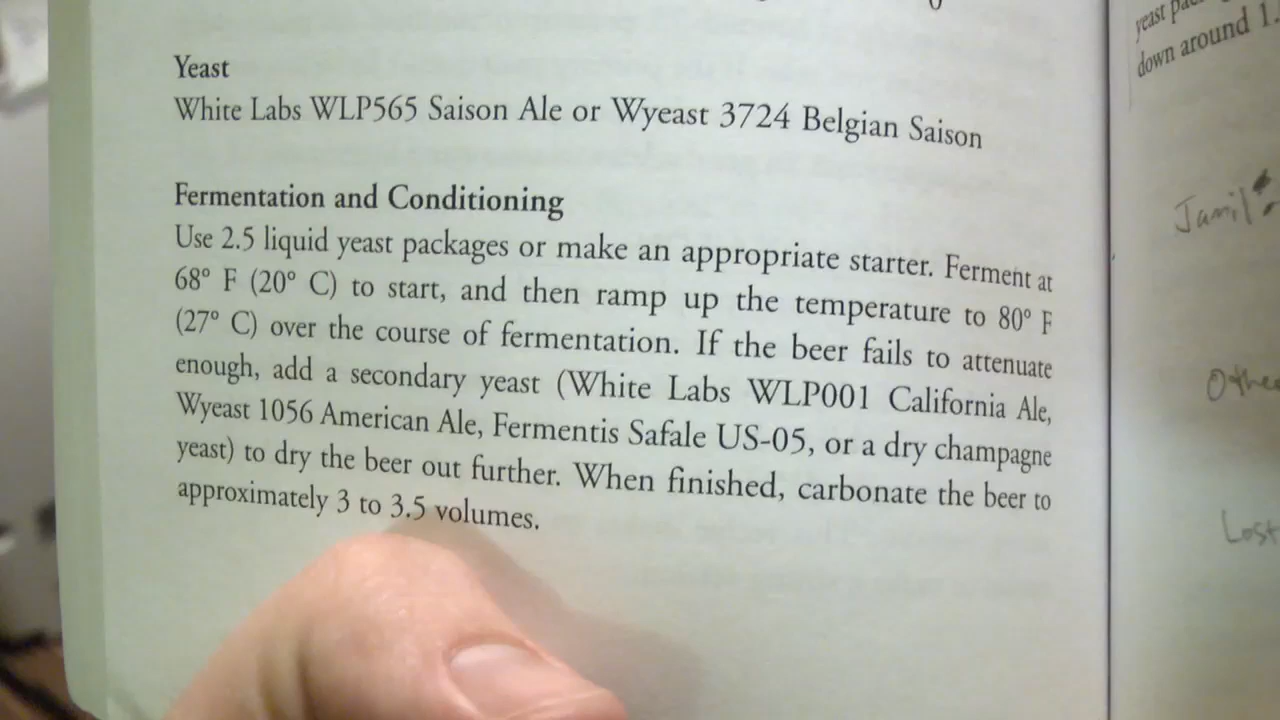 Yeast
White Labs WLP565 Saison Ale or Wyeast 3724 Belgian Saison
Fermentation and Conditioning
Use 2.5 liquid yeast packages or make an appropriate starter. Ferment at
68° F (20° C) to start, and then ramp up the temperature to 80° F
(27° C) over the course of fermentation. If the beer fails to attenuate
enough, add a secondary yeast (White Labs WLP001 California Ale,
Wyeast 1056 American Ale, Fermentis Safale US-05, or a dry champagne
yeast) to dry the beer out further. When finished, carbonate the beer to
approximately 3 to 3.5 volumes.
yeast
down around 1.
Jamil
Lost